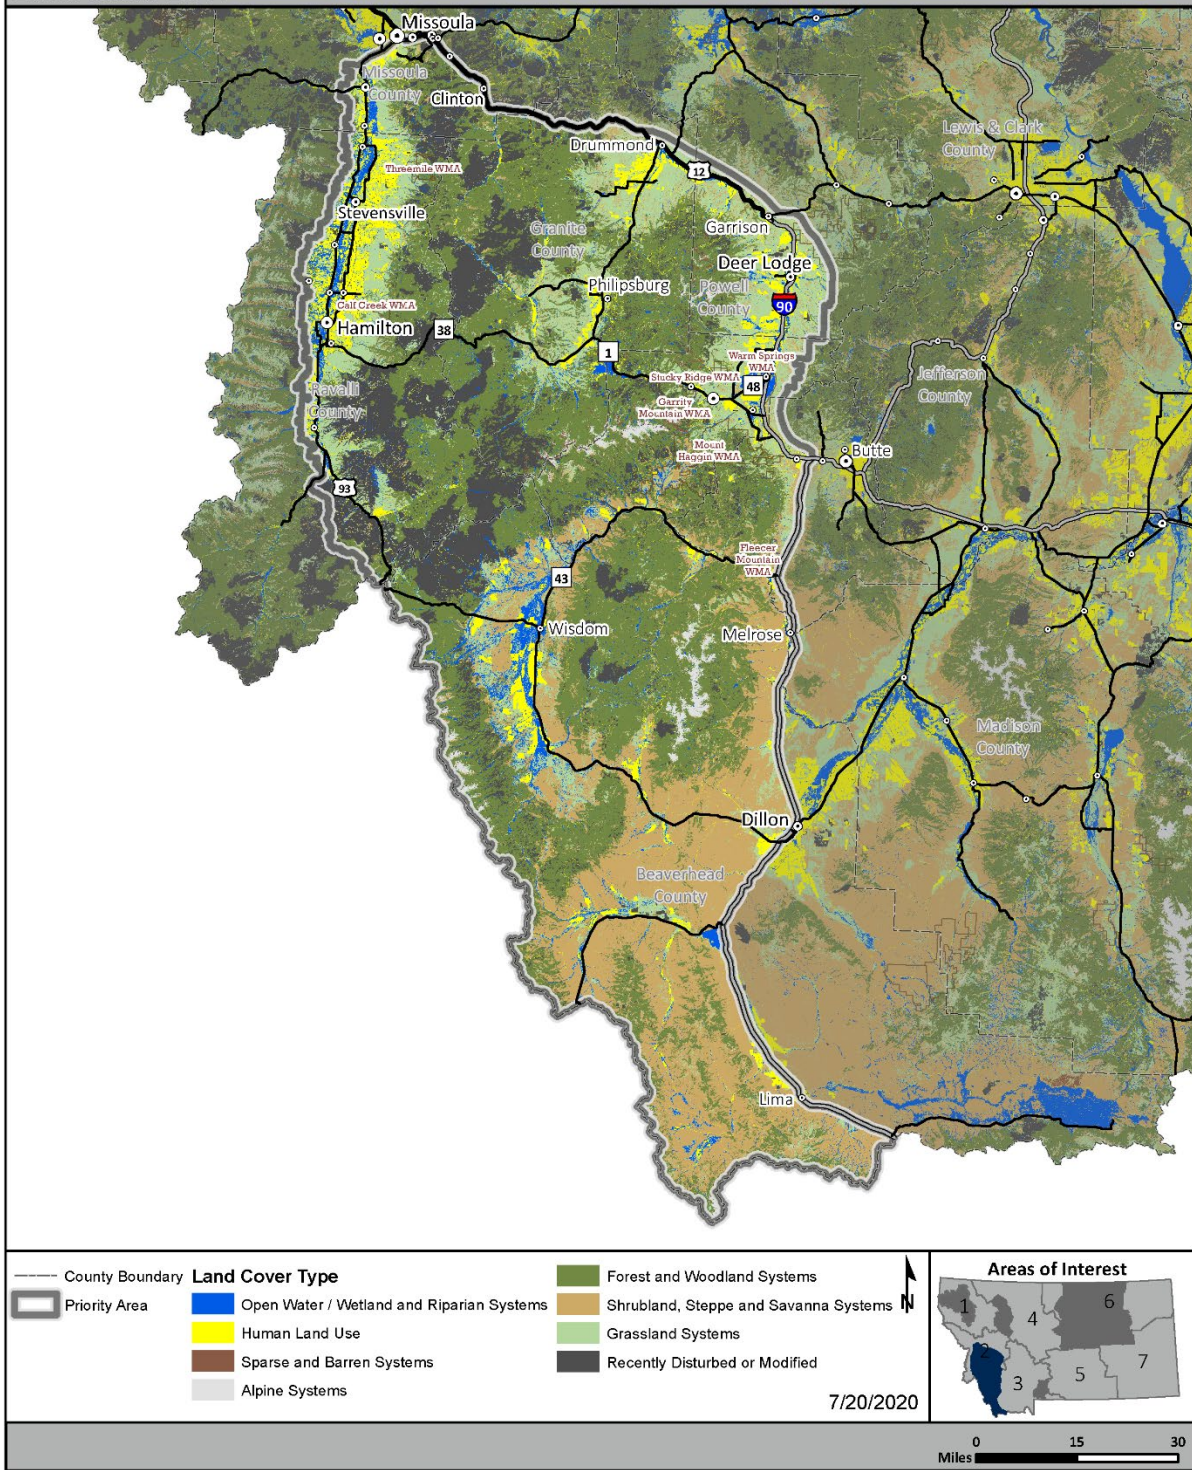 Missoula
Missoula
County
Clinton
Lewis & Clark
County
Drummond
12
Threemile WMA
Stevensville
Granite
County
Garrison
Deer Lodge
Philipsburg
Powell
County
90
Calf Creek WMA
Hamilton
38
1
Warm Springs
WMA
Stucky Ridge WMA
48
Jefferson
County
Ravalli
County
Garrity
Mountain WMA
Mount
Haggin WMA
Butte
93
Fleecer
Mountain
WMA
43
Wisdom
Melrose
Madison
County
Dillon
Beaverhead
County
Lima
County Boundary
Priority Area
Land Cover Type
Open Water / Wetland and Riparian Systems
Human Land Use
Sparse and Barren Systems
Alpine Systems
Forest and Woodland Systems
Shrubland, Steppe and Savanna Systems
Grassland Systems
Recently Disturbed or Modified
N
7/20/2020
Areas of Interest
1
6
4
2
3
5
7
0 15 30
Miles